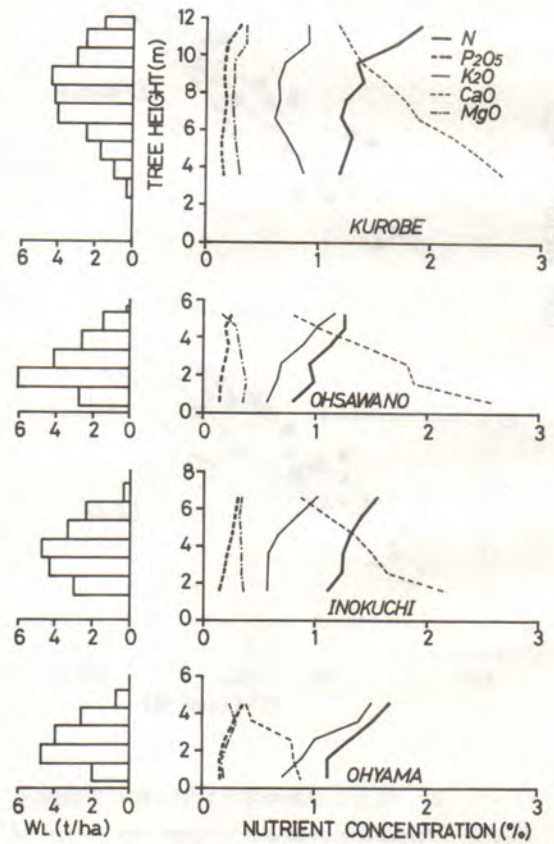 12
10
8
6
4
2
0
TREE HEIGHT (m)
N
P2O5
K2O
CaO
MgO
KUROBE
6 4 2 0
0 1 2 3
6
4
2
0
OHSAWANO
6 4 2 0
0 1 2 3
8
6
4
2
0
INOKUCHI
6 4 2 0
0 1 2 3
6
4
2
0
OHYAMA
6 4 2 0
0 1 2 3
WL (t/ha)
NUTRIENT CONCENTRATION (%)